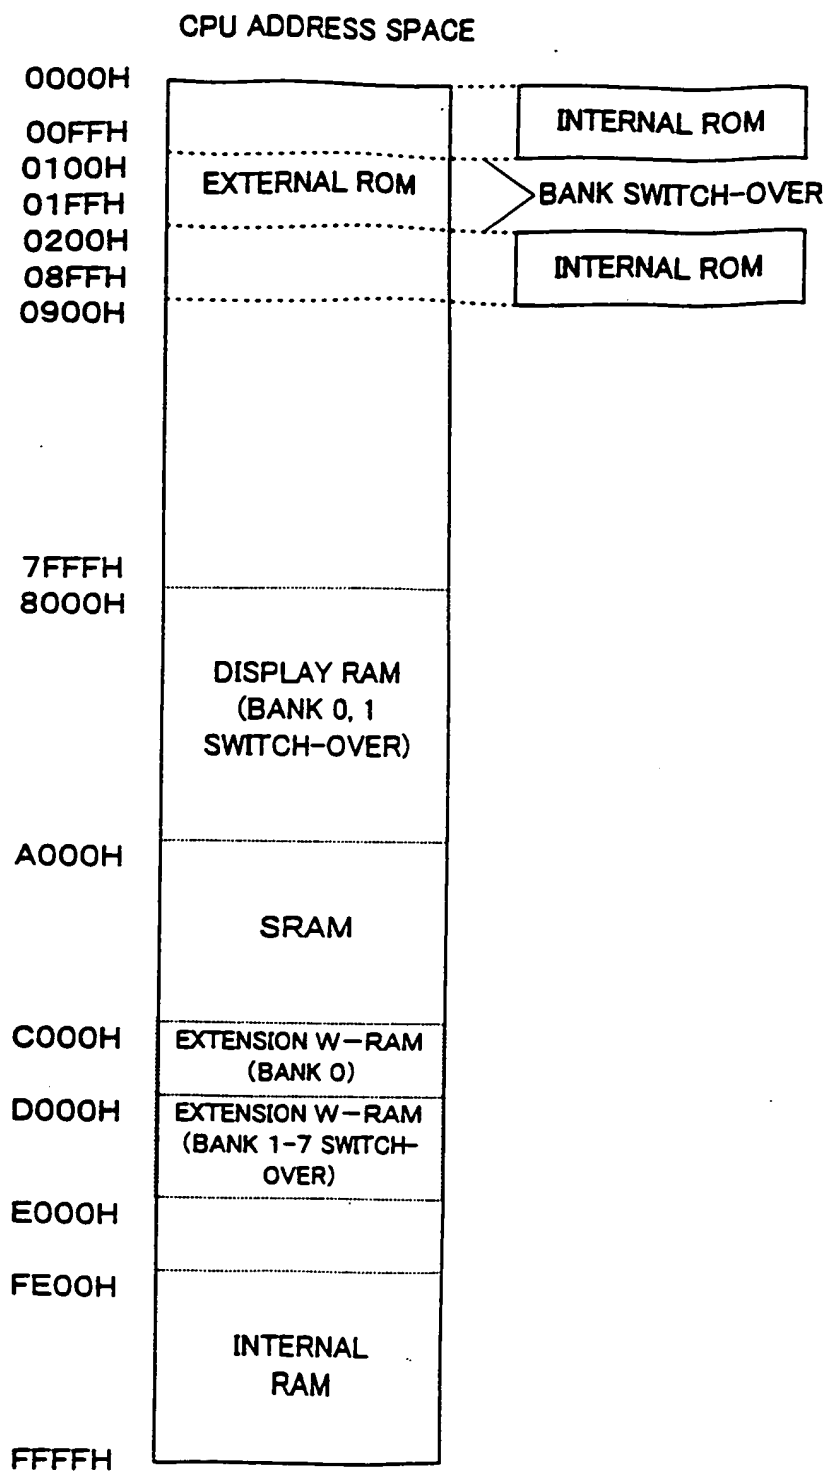 CPU ADDRESS SPACE
0000H
INTERNAL ROM
00FFH
0100H
EXTERNAL ROM
BANK SWITCH-OVER
01FFH
0200H
INTERNAL ROM
08FFH
0900H
7FFFH
8000H
DISPLAY RAM
(BANK 0, 1
SWITCH-OVER)
A000H
SRAM
C000H
EXTENSION W-RAM
(BANK 0)
D000H
EXTENSION W-RAM
(BANK 1-7 SWITCH-
OVER)
E000H
FE00H
INTERNAL
RAM
FFFFH